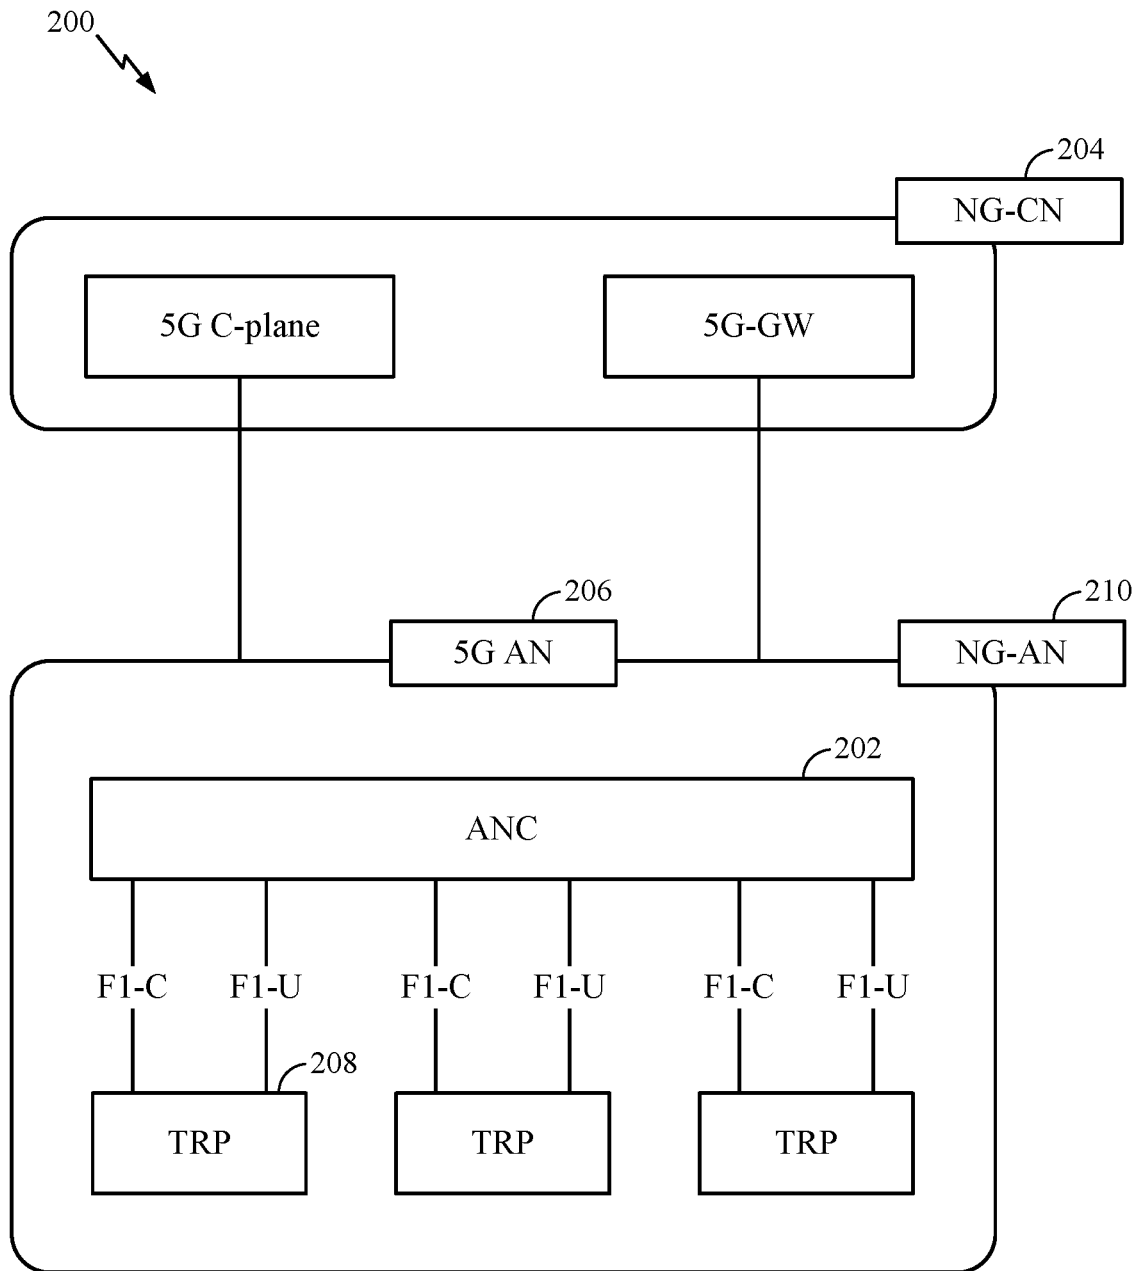 200
204
NG-CN
5G C-plane
5G-GW
206
210
5G AN
NG-AN
202
ANC
F1-C
F1-U
F1-C
F1-U
F1-C
F1-U
208
TRP
TRP
TRP